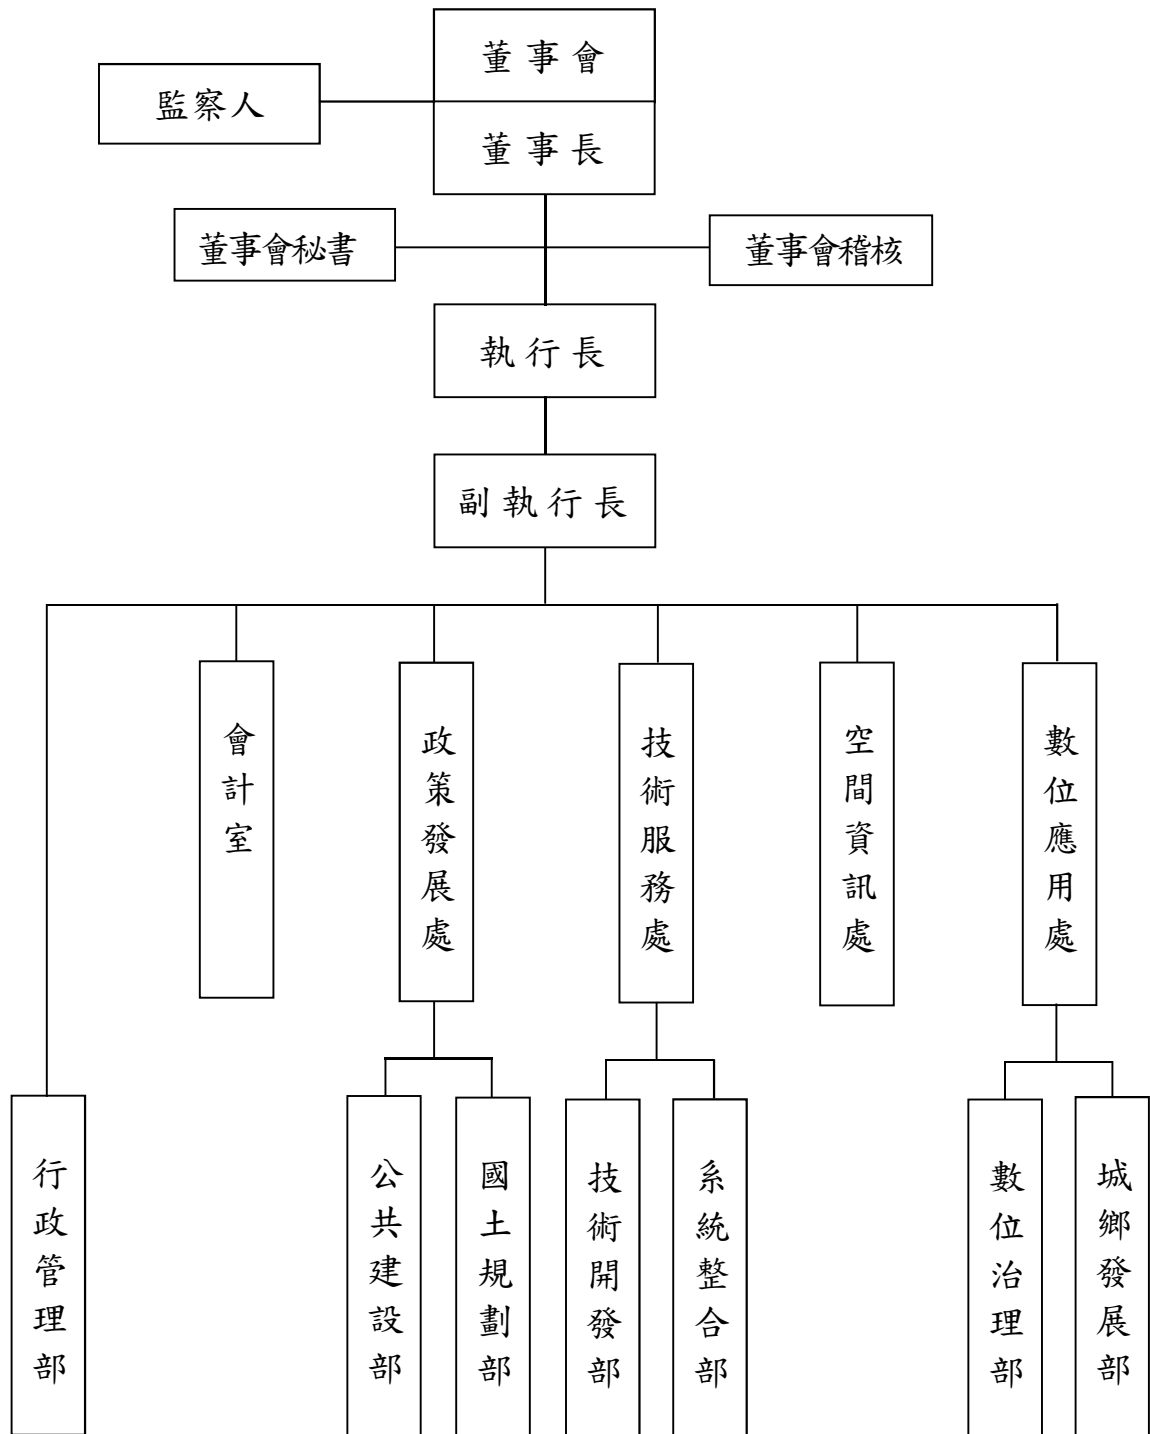 董事會
監察人
董事長
董事會秘書
董事會稽核
執行長
副執行長
會計室
政策發展處
技術服務處
空間資訊處
數位應用處
行政管理部
公共建設部
國土規劃部
技術開發部
系統整合部
數位治理部
城鄉發展部